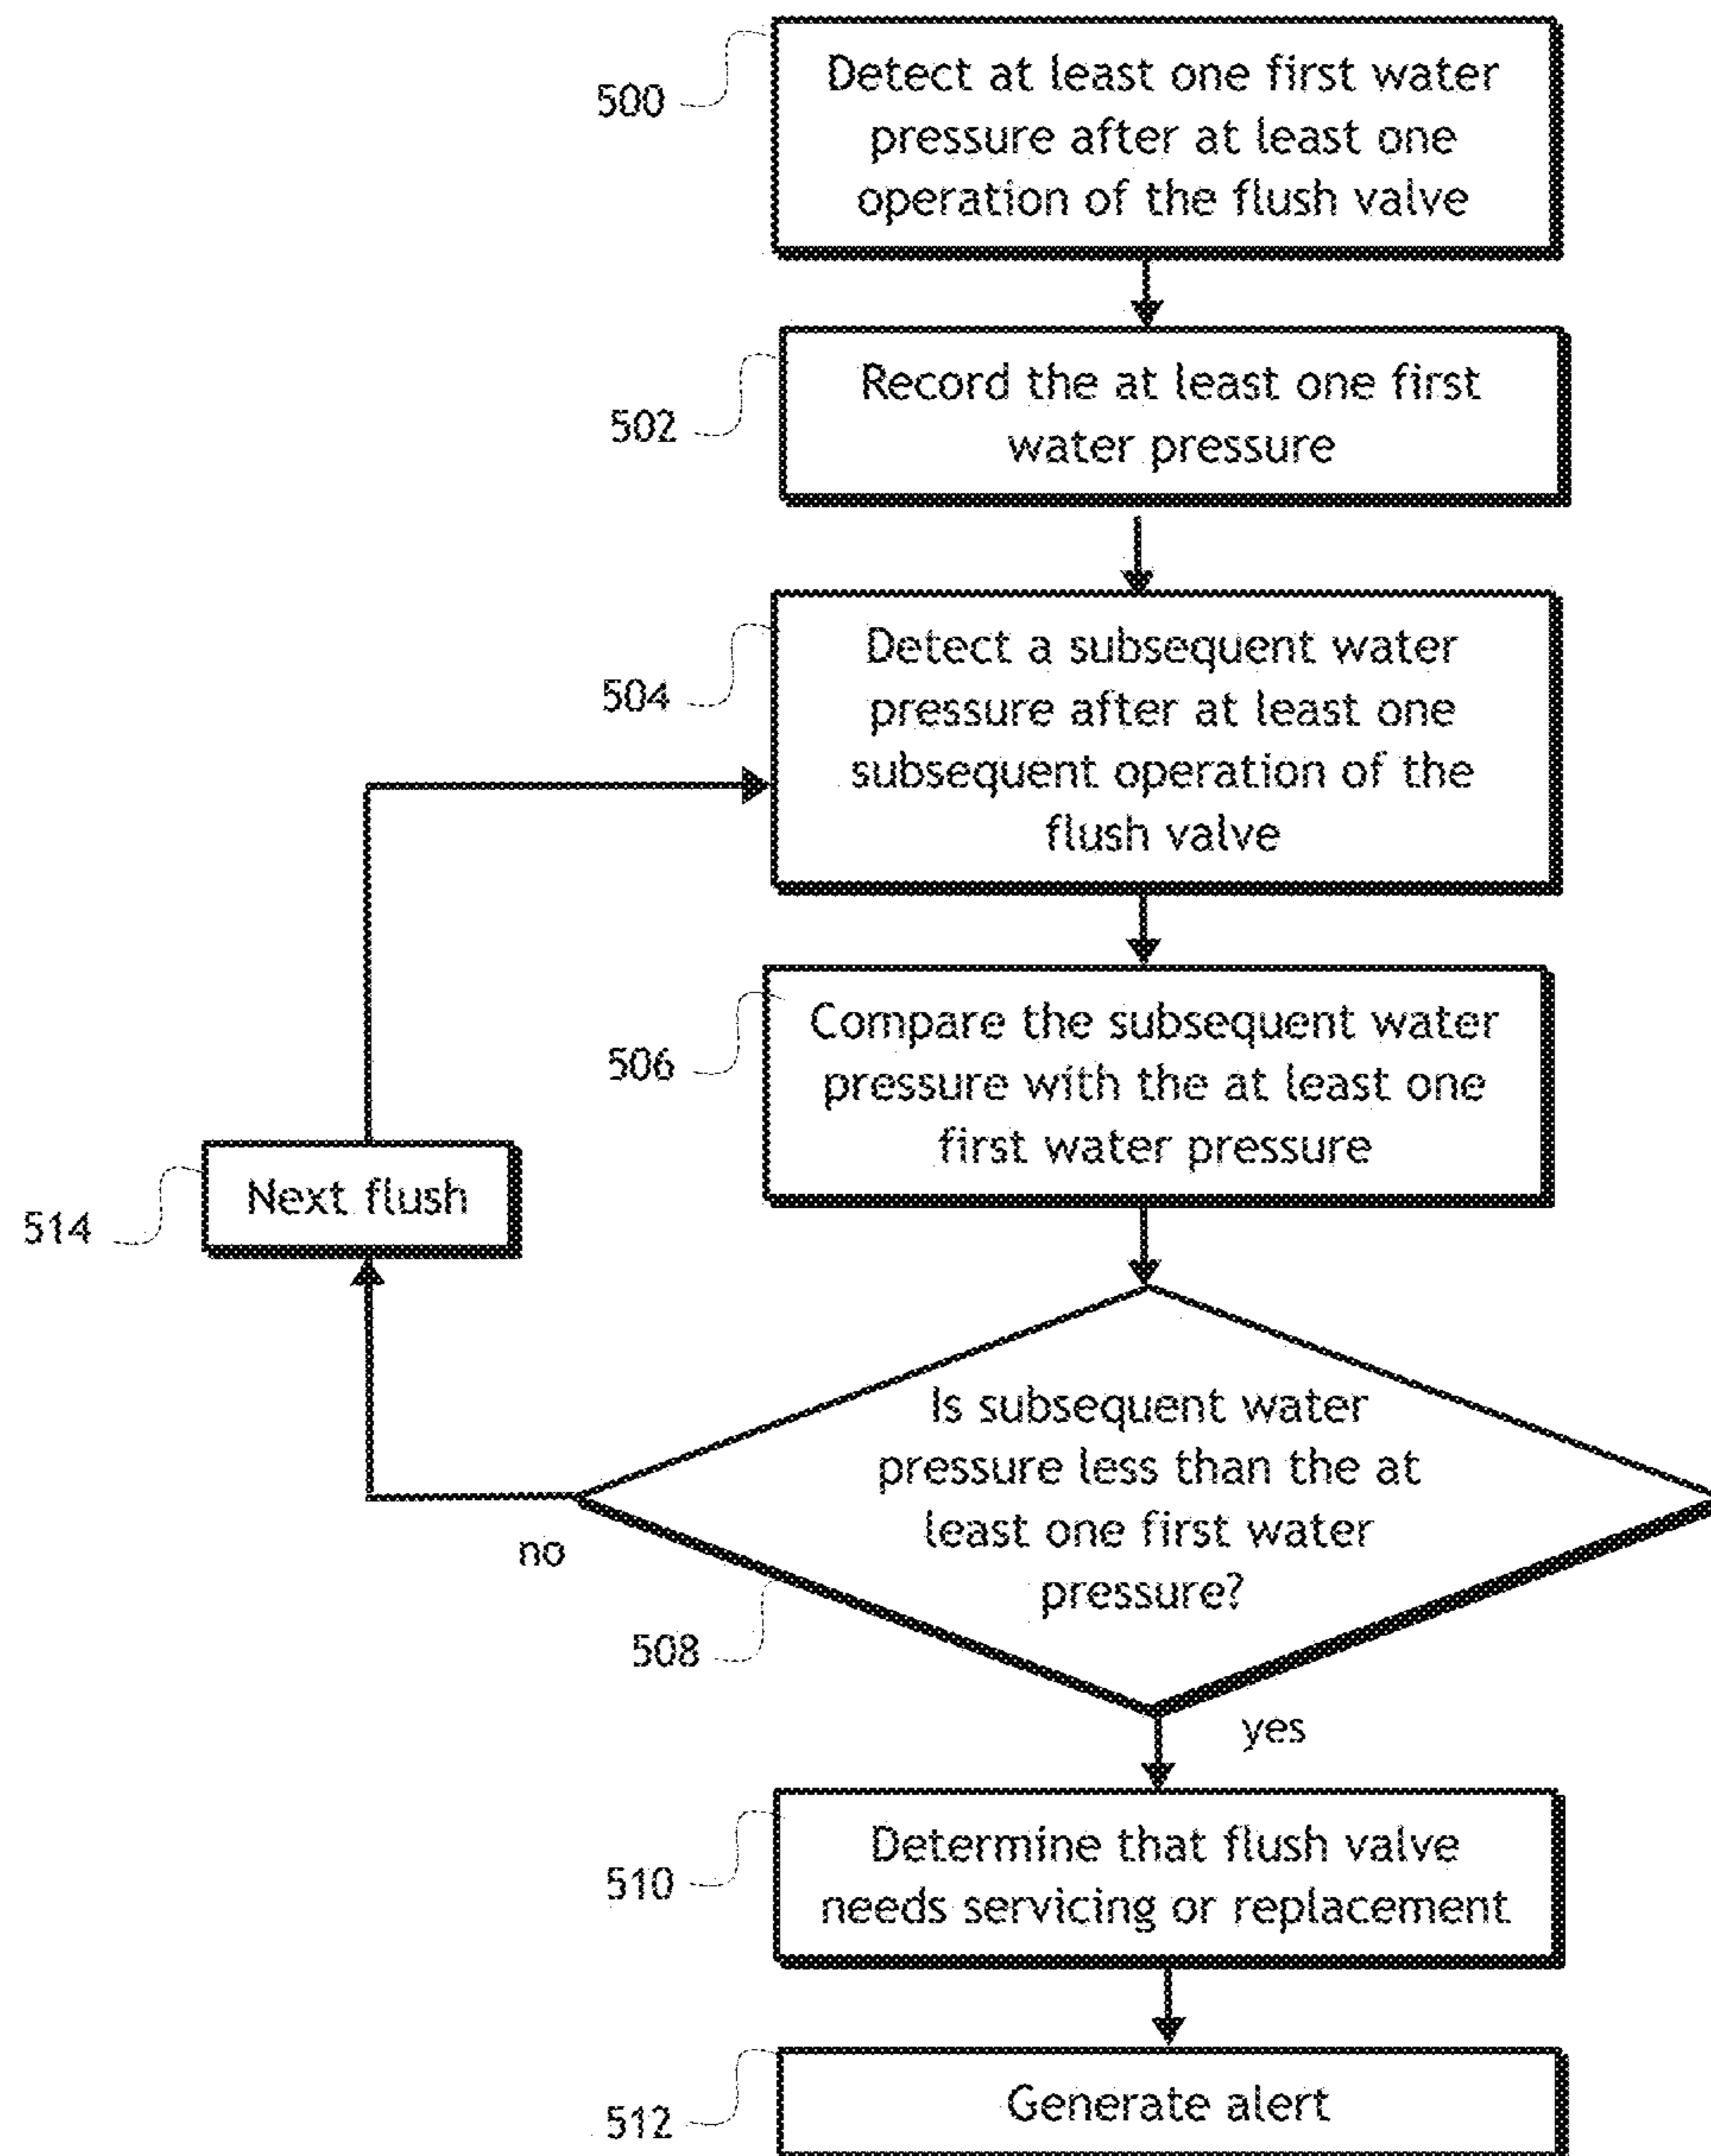 500
Detect at least one first water
pressure after at least one
operation of the flush valve
502
Record the at least one first
water pressure
504
Detect a subsequent water
pressure after at least one
subsequent operation of the
flush valve
506
Compare the subsequent water
pressure with the at least one
first water pressure
514
Next flush
Is subsequent water
pressure less than the at
least one first water
pressure?
no
508
yes
510
Determine that flush valve
needs servicing or replacement
512
Generate alert